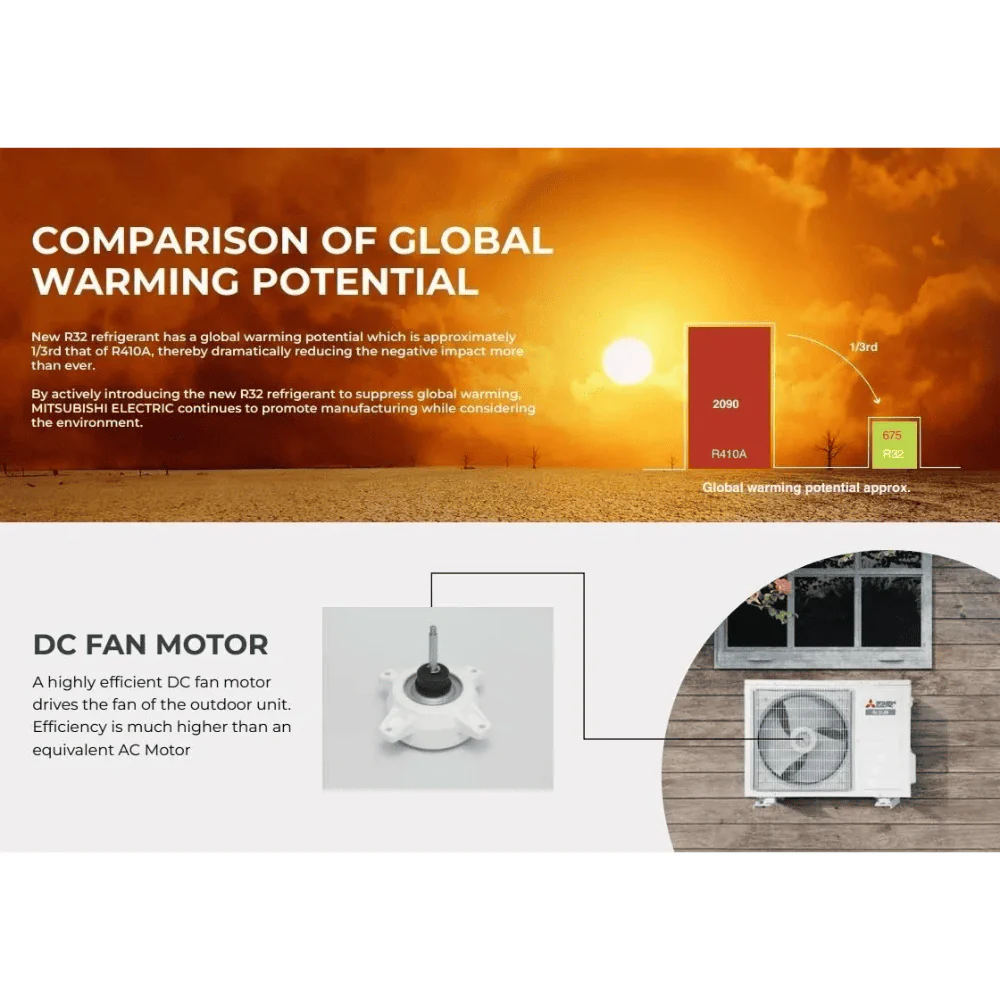 COMPARISON OF GLOBAL
WARMING POTENTIAL
New R32 refrigerant has a global warming potential which is approximately
1/3rd that of R410A, thereby dramatically reducing the negative impact more
than ever.
By actively introducing the new R32 refrigerant to suppress global warming,
MITSUBISHI ELECTRIC continues to promote manufacturing while considering
the environment.
1/3rd
2090
R410A
675
R32
Global warming potential approx.
DC FAN MOTOR
A highly efficient DC fan motor
drives the fan of the outdoor unit.
Efficiency is much higher than an
equivalent AC Motor
MITSUBISHI
ELECTRIC